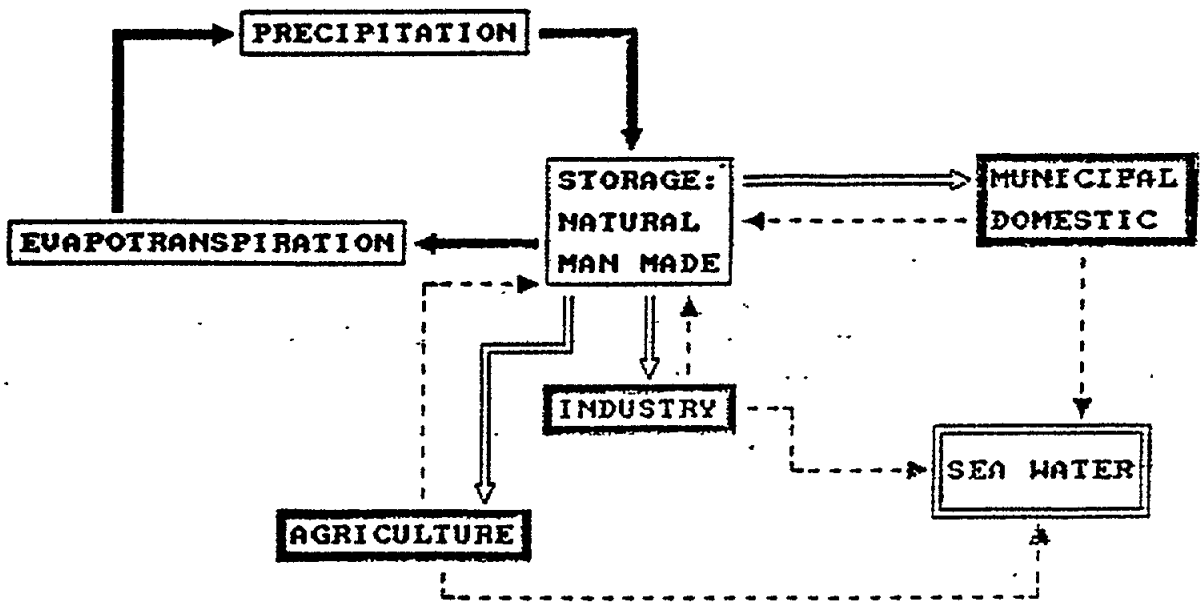 PRECIPITATION
STORAGE:
NATURAL
MAN MADE
MUNICIPAL
DOMESTIC
EVAPOTRANSPIRATION
INDUSTRY
SEA WATER
AGRICULTURE